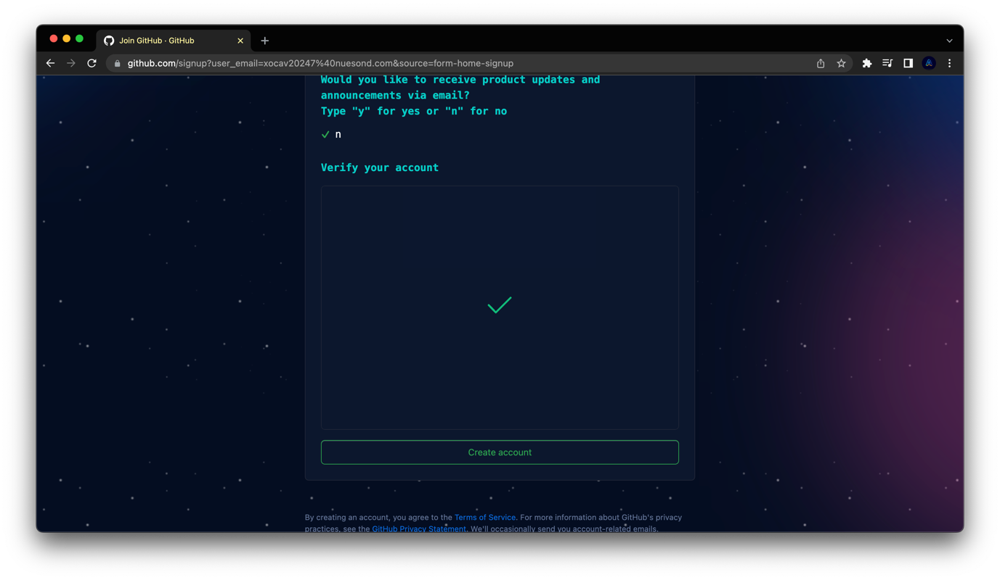 Join GitHub · GitHub
github.com/signup?user_email=xocav20247%40nuesond.com&source=form-home-signup
Would you like to receive product updates and
announcements via email?
Type "y" for yes or "n" for no
n
Verify your account
Create account
By creating an account, you agree to the Terms of Service. For more information about GitHub's privacy
practices, see the GitHub Privacy Statement. We'll occasionally send you account-related emails.